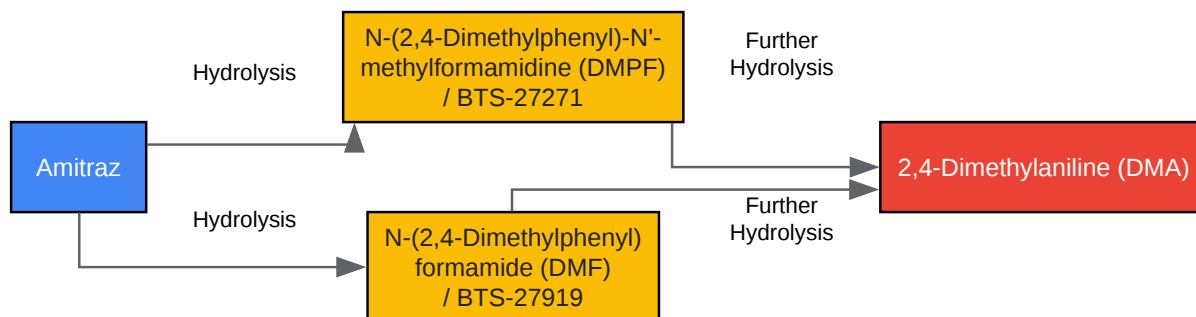 N-(2,4-Dimethylphenyl)-N'-
methylformamidine (DMPF)
/ BTS-27271
Further
Hydrolysis
Hydrolysis
Amitraz
2,4-Dimethylaniline (DMA)
Hydrolysis
N-(2,4-Dimethylphenyl)
formamide (DMF)
/ BTS-27919
Further
Hydrolysis